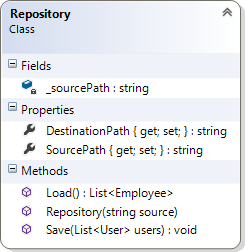 Repository
Class
Fields
_sourcePath : string
Properties
DestinationPath { get; set; } : string
SourcePath { get; set; } : string
Methods
Load() : List<Employee>
Repository(string source)
Save(List<User> users) : void